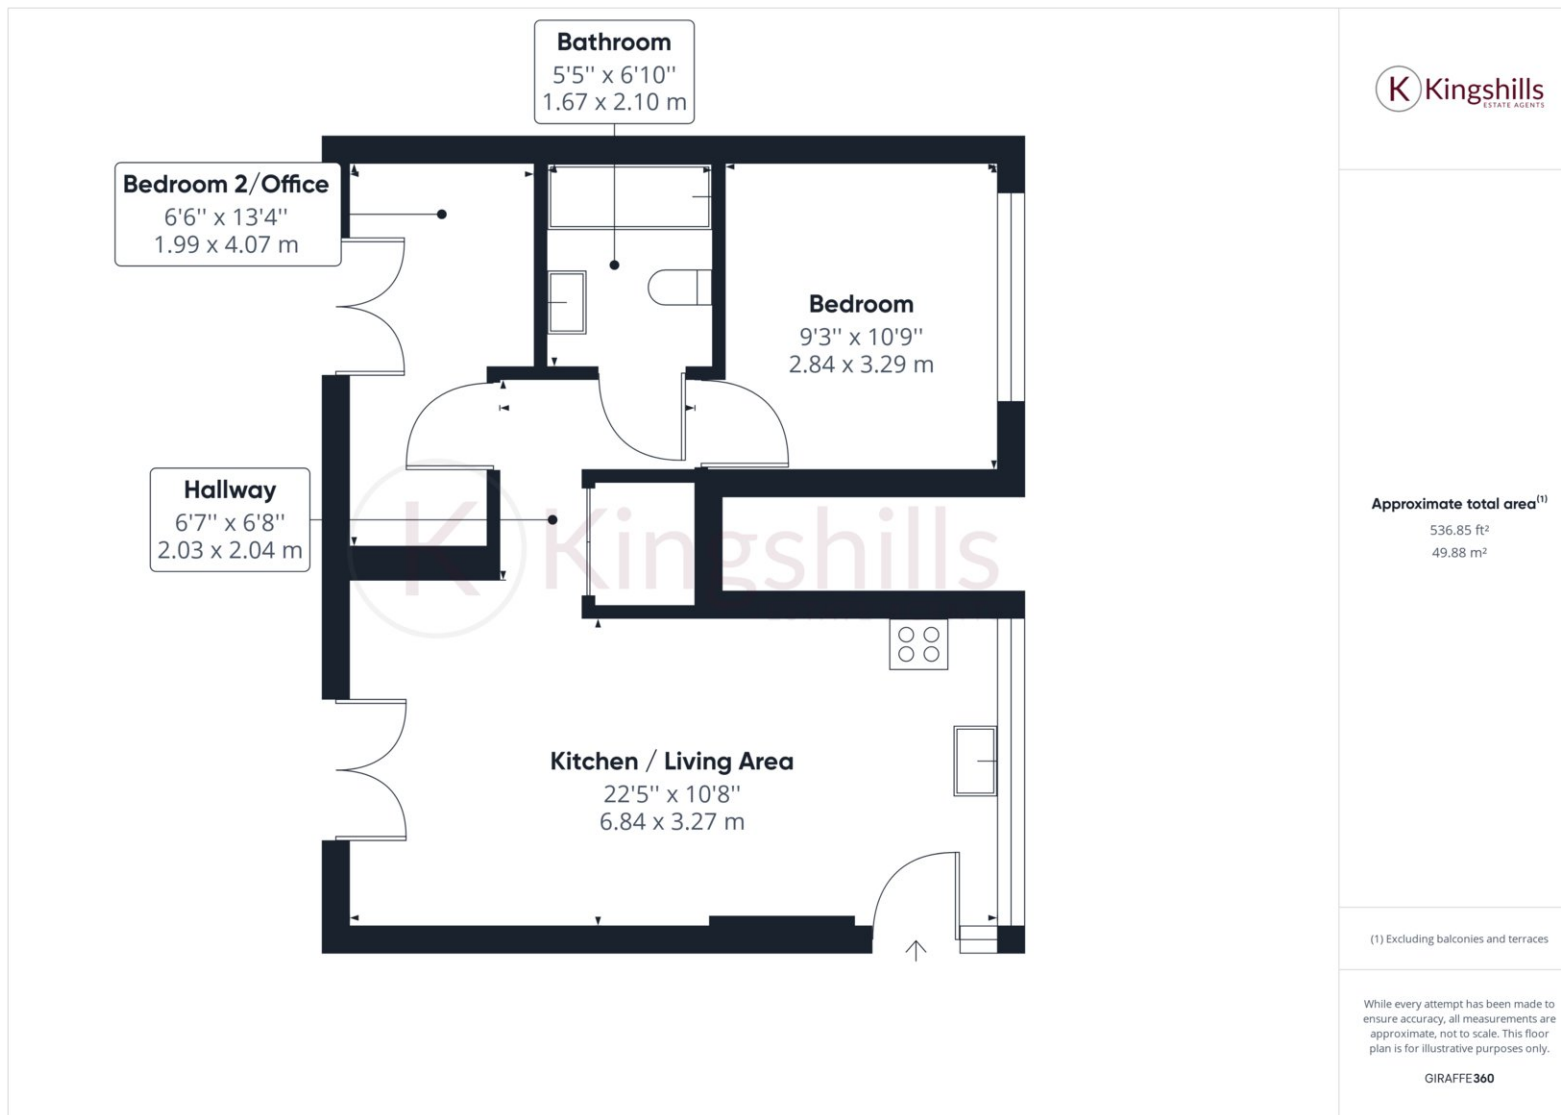 Bathroom
5'5'' x 6'10''
1.67 x 2.10 m
Bedroom 2/Office
6'6'' x 13'4''
1.99 x 4.07 m
Bedroom
9'3'' x 10'9''
2.84 x 3.29 m
Hallway
6'7'' x 6'8''
2.03 x 2.04 m
K Kingshills
Kitchen / Living Area
22'5'' x 10'8''
6.84 x 3.27 m
K Kingshills
ESTATE AGENTS
Approximate total area(1)
536.85 ft²
49.88 m²
(1) Excluding balconies and terraces
While every attempt has been made to
ensure accuracy, all measurements are
approximate, not to scale. This floor
plan is for illustrative purposes only.
GIRAFFE360